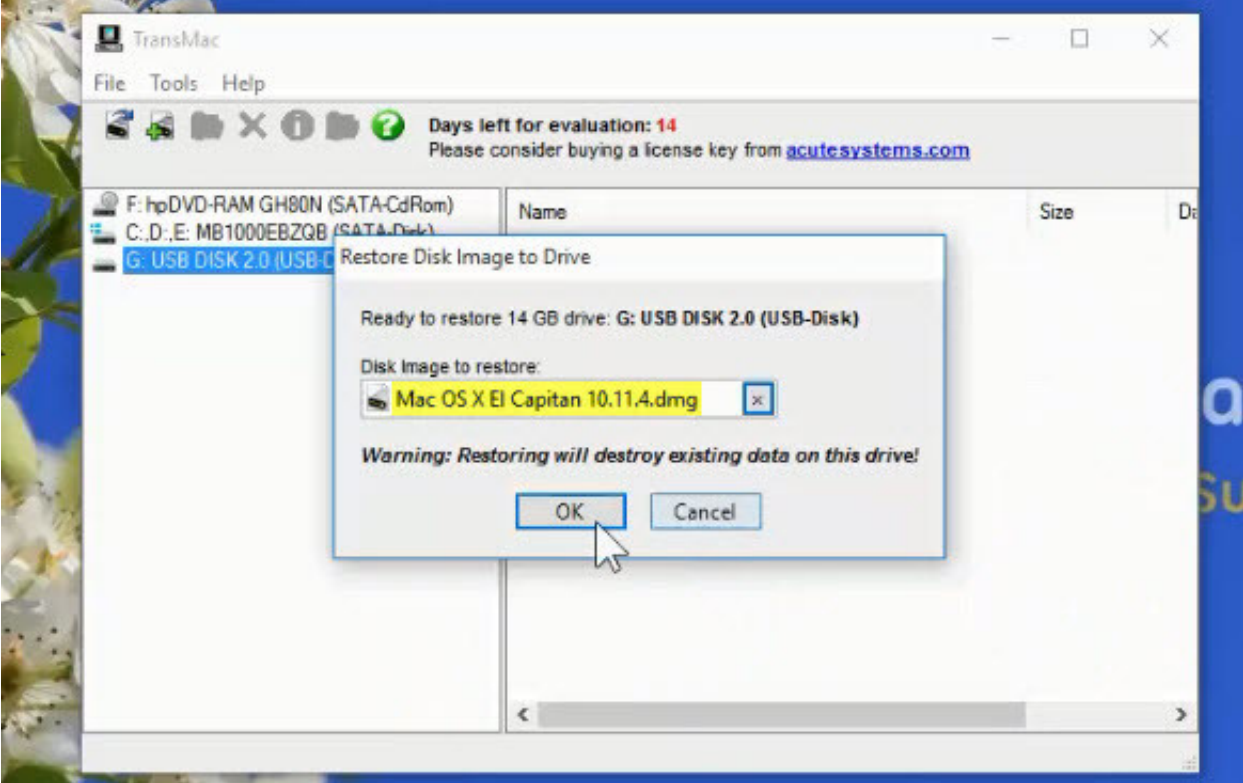 TransMac
File Tools Help
Days left for evaluation: 14
Please consider buying a license key from acutesystems.com
F: hpDVD-RAM GH80N (SATA-CdRom)
Name Size
C:,D:,E: MB1000EBZQB (SATA-Disk)
G: USB DISK 2.0
Restore Disk Image to Drive
Ready to restore 14 GB drive: G: USB DISK 2.0 (USB-Disk)
Disk Image to restore:
Mac OS X El Capitan 10.11.4.dmg
Warning: Restoring will destroy existing data on this drive!
OK Cancel